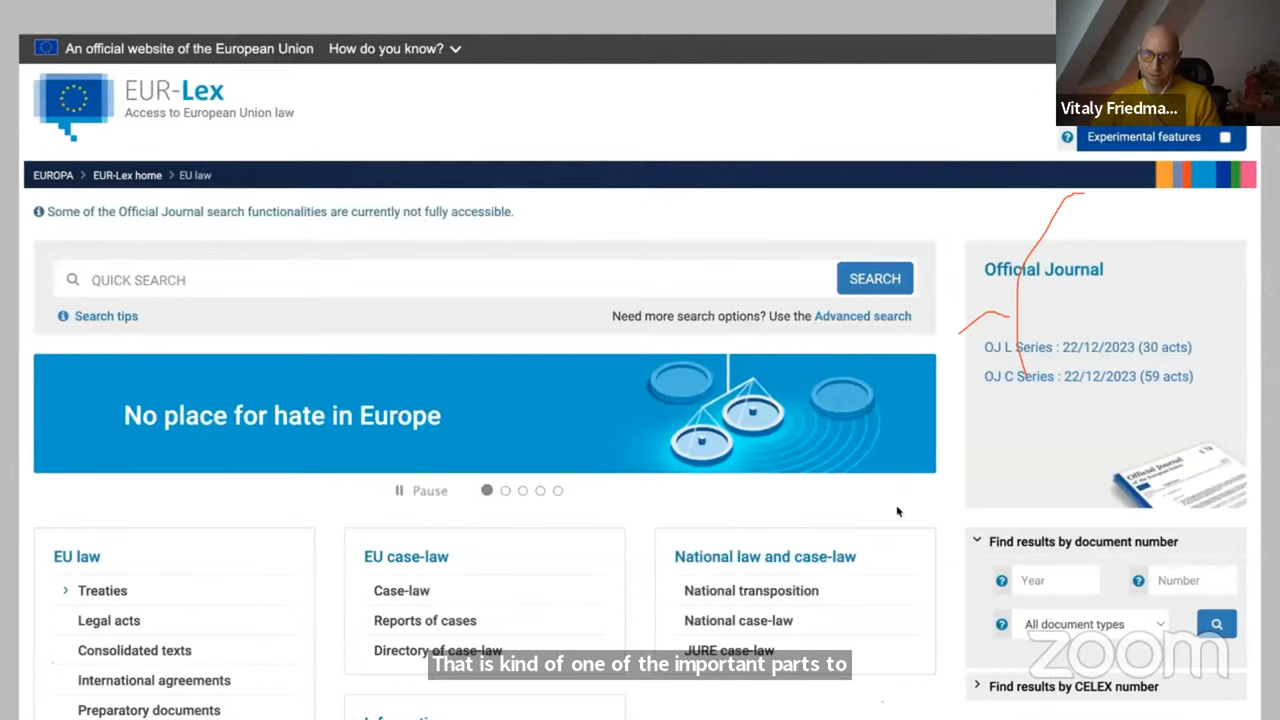 An official website of the European Union How do you know?
EUR-Lex
Access to European Union law
Vitaly Friedma...
Experimental features
EUROPA > EUR-Lex home > EU law
Some of the Official Journal search functionalities are currently not fully accessible.
QUICK SEARCH
SEARCH
Search tips
Need more search options? Use the Advanced search
Official Journal
OJ L Series : 22/12/2023 (30 acts)
OJ C Series : 22/12/2023 (59 acts)
No place for hate in Europe
Official Journal
of the European Union
Pause
EU law
Treaties
Legal acts
Consolidated texts
International agreements
Preparatory documents
EU case-law
Case-law
Reports of cases
Directory of case-law
National law and case-law
National transposition
National case-law
JURE case-law
Find results by document number
Year
Number
All document types
Find results by CELEX number
zoom
That is kind of one of the important parts to